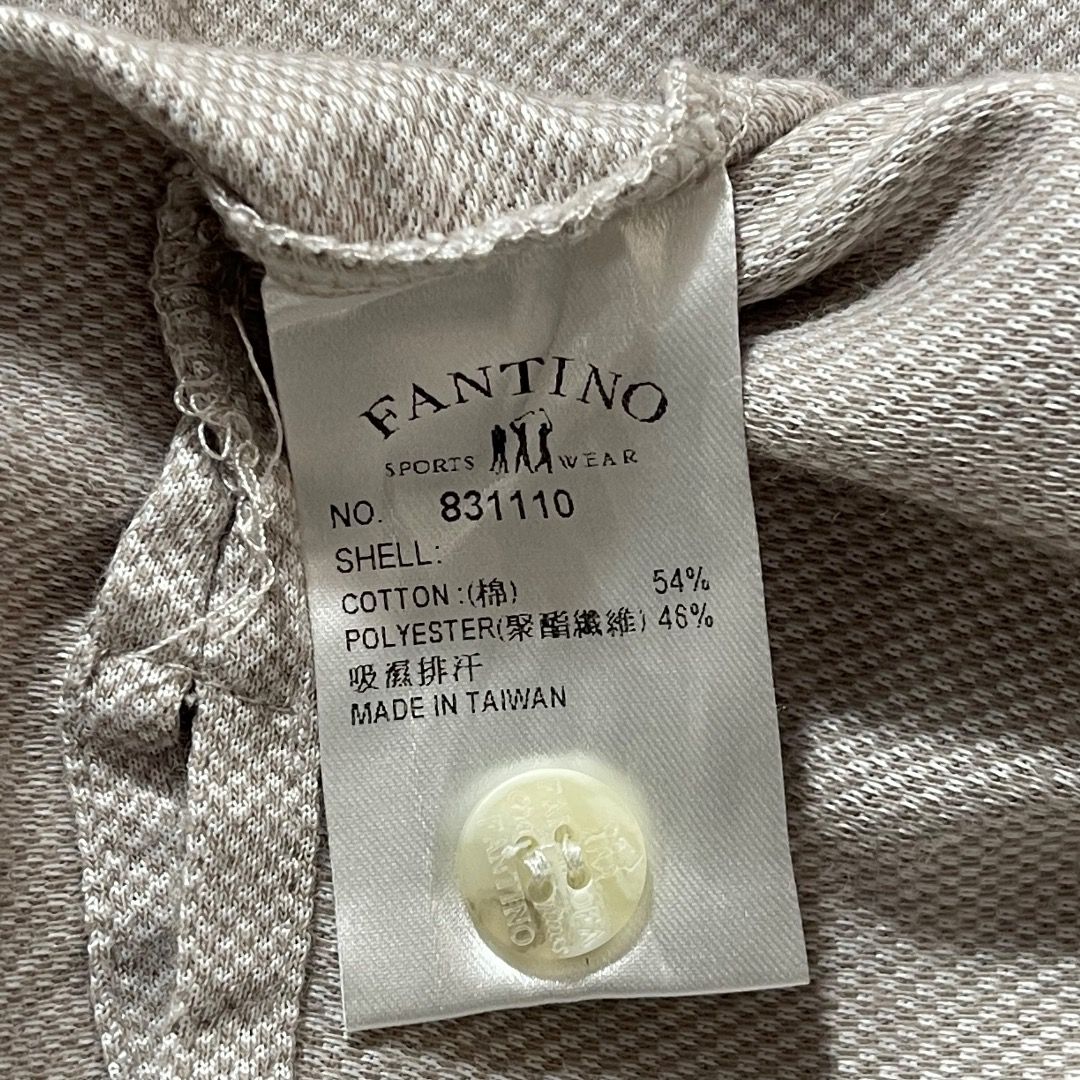 FANTINO
SPORTS WEAR
NO. 831110
SHELL:
COTTON:(棉) 54%
POLYESTER(聚酯纖維) 46%
吸濕排汗
MADE IN TAIWAN
FANTINO